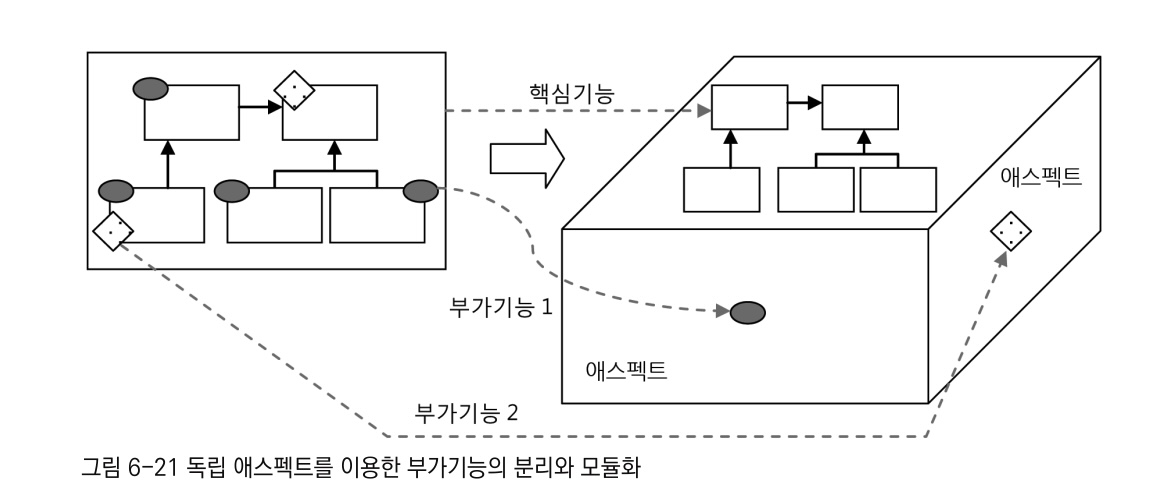 핵심기능
애스펙트
부가기능 1
애스펙트
부가기능 2
그림 6-21 독립 애스펙트를 이용한 부가기능의 분리와 모듈화